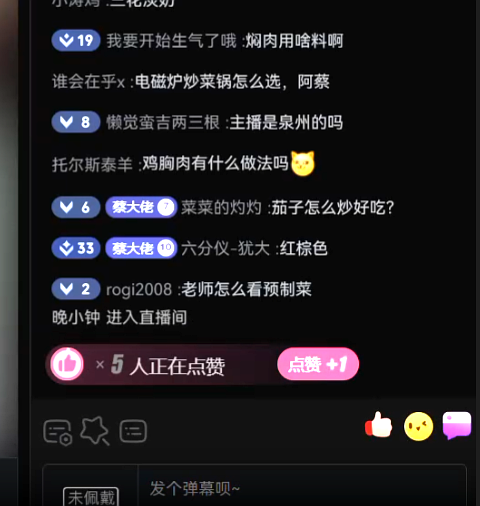 小涛鸡 :三花淡奶
19 我要开始生气了哦 :焖肉用啥料啊
谁会在乎x :电磁炉炒菜锅怎么选，阿蔡
8 懒觉蛮吉两三根 :主播是泉州的吗
托尔斯泰羊 :鸡胸肉有什么做法吗
6 蔡大佬 菜菜的灼灼 :茄子怎么炒好吃？
33 蔡大佬 10 六分仪-犹大 :红棕色
2 rogi2008 :老师怎么看预制菜
晚小钟 进入直播间
× 5 人正在点赞 点赞 +1
未佩戴 发个弹幕呗~